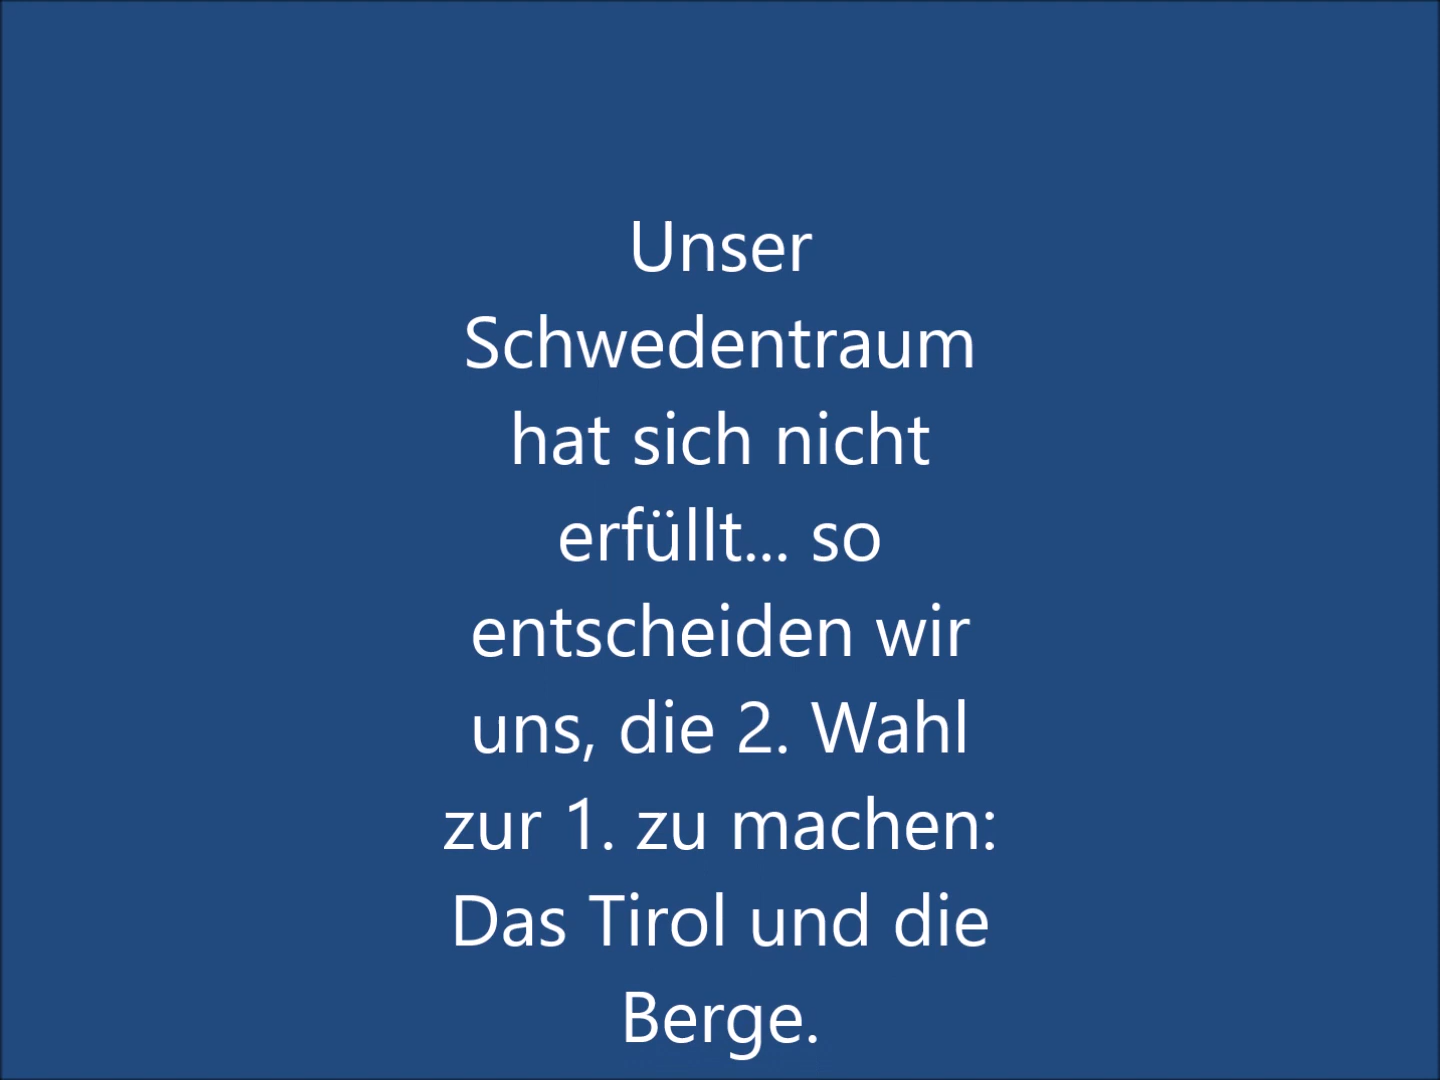 Unser
Schwedentraum
hat sich nicht
erfüllt... so
entscheiden wir
uns, die 2. Wahl
zur 1. zu machen:
Das Tirol und die
Berge.